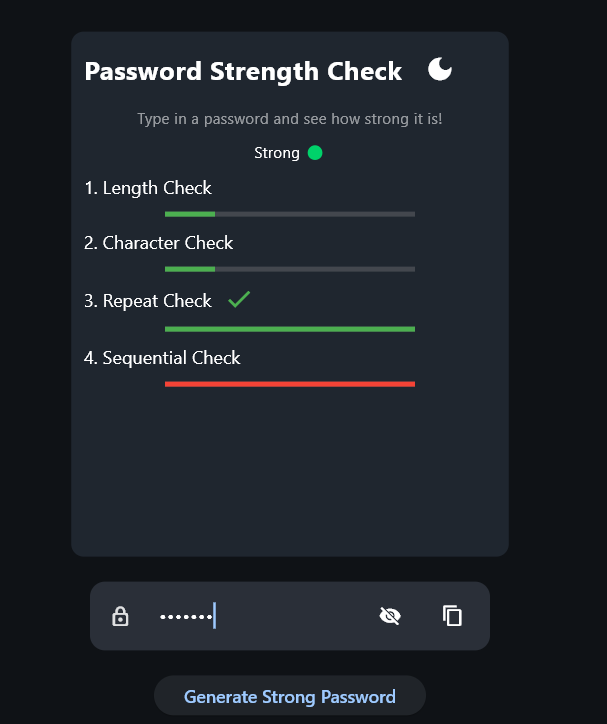 Password Strength Check
Type in a password and see how strong it is!
Strong
1. Length Check
2. Character Check
3. Repeat Check
4. Sequential Check
•••••••
Generate Strong Password